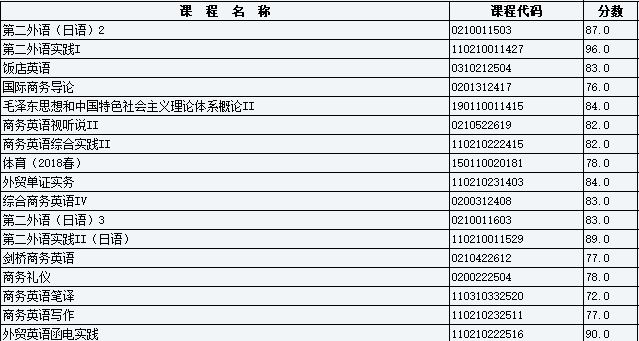 课 程 名 称 课程代码 分数
第二外语（日语）2 0210011503 87.0
第二外语实践I 110210011427 96.0
饭店英语 0310212504 83.0
国际商务导论 0201312417 76.0
毛泽东思想和中国特色社会主义理论体系概论II 190110011415 84.0
商务英语视听说II 0210522619 82.0
商务英语综合实践II 110210222415 82.0
体育（2018春） 150110020181 78.0
外贸单证实务 110210231403 84.0
综合商务英语IV 0200312408 83.0
第二外语（日语）3 0210011603 83.0
第二外语实践II（日语） 110210011529 89.0
剑桥商务英语 0210422612 77.0
商务礼仪 0200222504 78.0
商务英语笔译 110310332520 72.0
商务英语写作 110210232511 77.0
外贸英语函电实践 110210222516 90.0